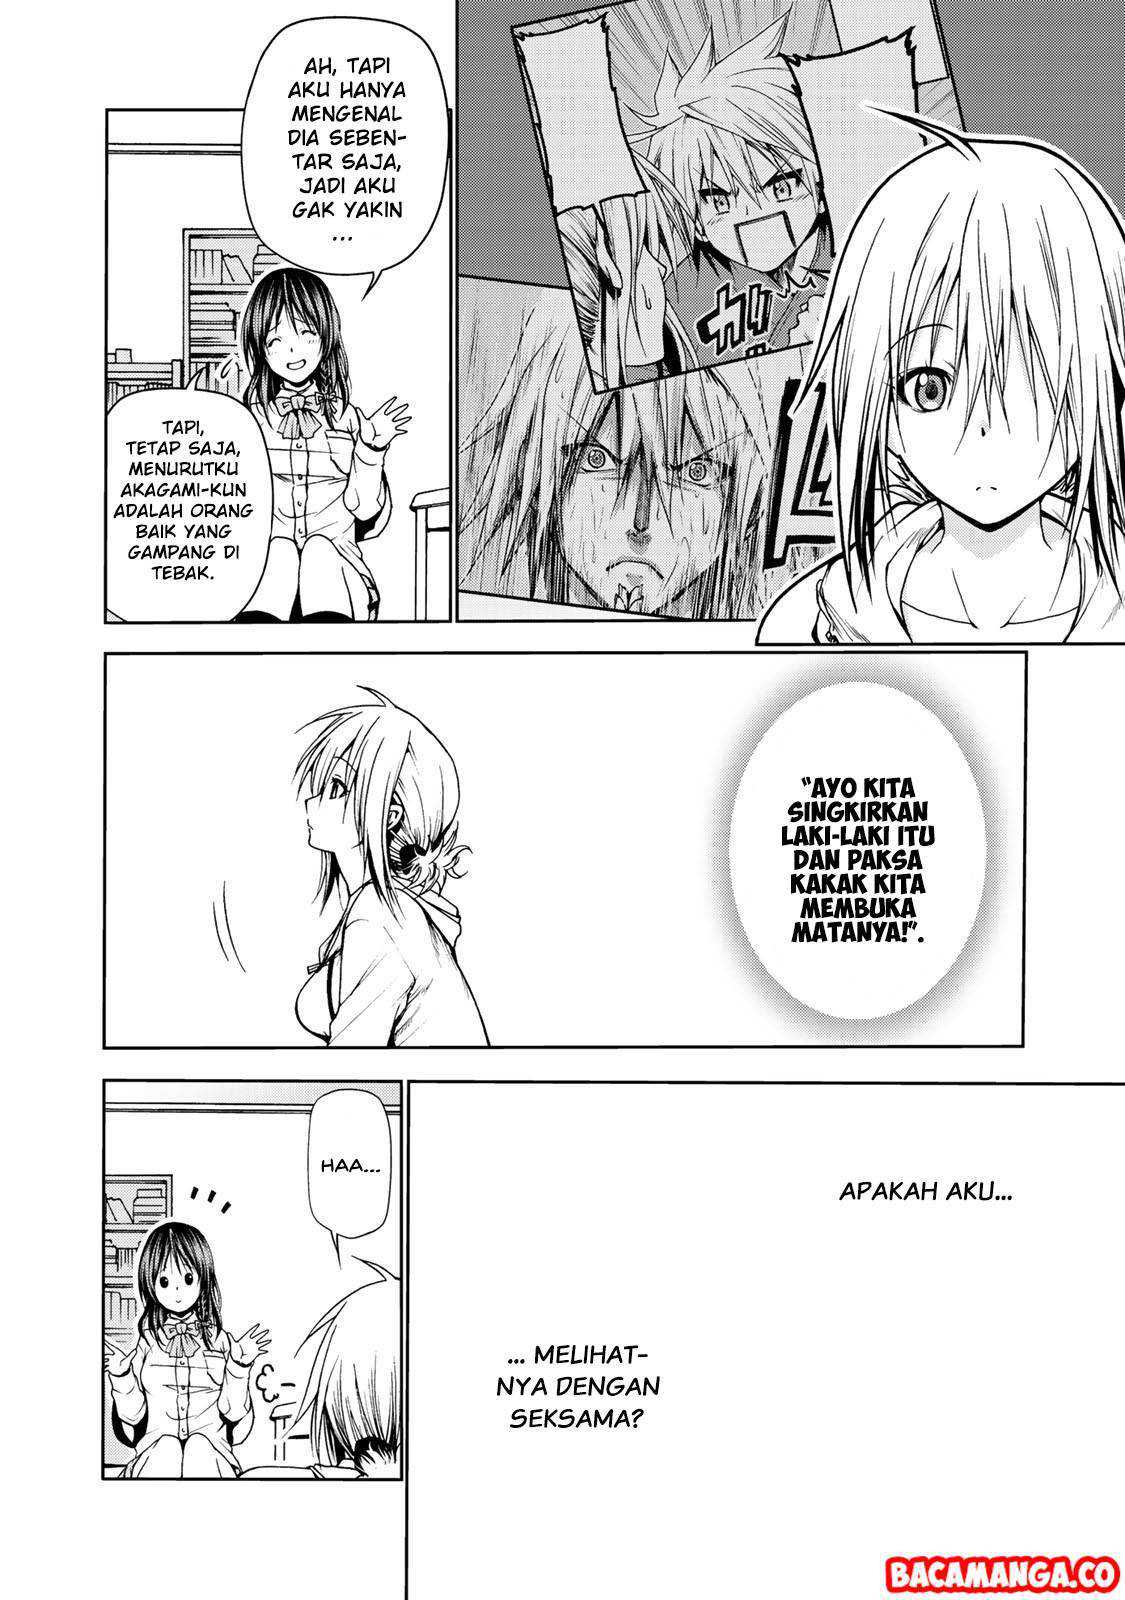 AH, TAPI
AKU HANYA
MENGENAL
DIA SEBEN-
TAR SAJA,
JADI AKU
GAK YAKIN
...
TAPI,
TETAP SAJA,
MENURUTKU
AKAGAMI-KUN
ADALAH ORANG
BAIK YANG
GAMPANG DI
TEBAK.
"AYO KITA
SINGKIRKAN
LAKI-LAKI ITU
DAN PAKSA
KAKAK KITA
MEMBUKA
MATANYA!".
APAKAH AKU...
... MELIHAT-
NYA DENGAN
SEKSAMA?
HAA...
BACAMANGA.CO